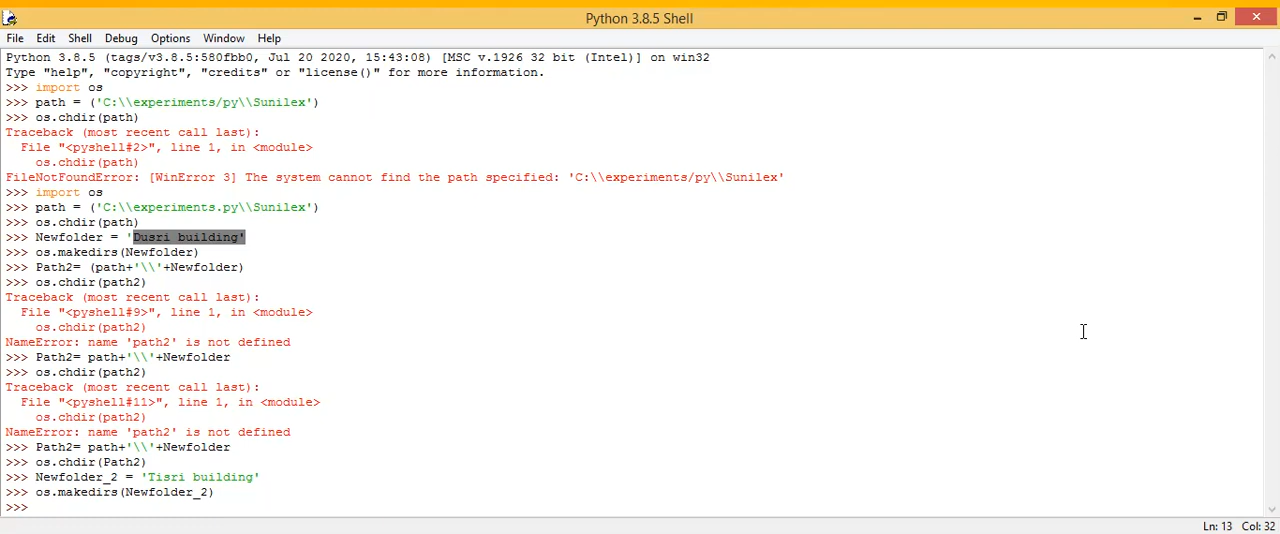 Python 3.8.5 Shell
File Edit Shell Debug Options Window Help
Python 3.8.5 (tags/v3.8.5:580fbb0, Jul 20 2020, 15:43:08) [MSC v.1926 32 bit (Intel)] on win32
Type "help", "copyright", "credits" or "license()" for more information.
>>> import os
>>> path = ('C:\\experiments/py\\Sunilex')
>>> os.chdir(path)
Traceback (most recent call last):
  File "<pyshell#2>", line 1, in <module>
    os.chdir(path)
FileNotFoundError: [WinError 3] The system cannot find the path specified: 'C:\\experiments/py\\Sunilex'
>>> import os
>>> path = ('C:\\experiments.py\\Sunilex')
>>> os.chdir(path)
>>> Newfolder = 'Dusri building'
>>> os.makedirs(Newfolder)
>>> Path2= (path+'\\'+Newfolder)
>>> os.chdir(path2)
Traceback (most recent call last):
  File "<pyshell#9>", line 1, in <module>
    os.chdir(path2)
NameError: name 'path2' is not defined
>>> Path2= path+'\\'+Newfolder
>>> os.chdir(path2)
Traceback (most recent call last):
  File "<pyshell#11>", line 1, in <module>
    os.chdir(path2)
NameError: name 'path2' is not defined
>>> Path2= path+'\\'+Newfolder
>>> os.chdir(Path2)
>>> Newfolder_2 = 'Tisri building'
>>> os.makedirs(Newfolder_2)
>>>
Ln: 13 Col: 32